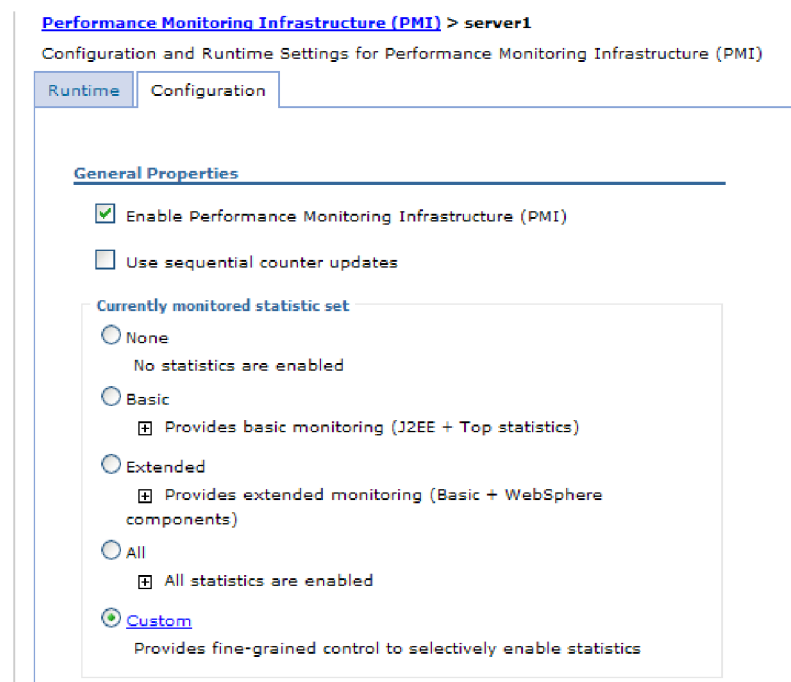 Performance Monitoring Infrastructure (PMI) > server1
Configuration and Runtime Settings for Performance Monitoring Infrastructure (PMI)
Runtime Configuration
General Properties
Enable Performance Monitoring Infrastructure (PMI)
Use sequential counter updates
Currently monitored statistic set
None
No statistics are enabled
Basic
Provides basic monitoring (J2EE + Top statistics)
Extended
Provides extended monitoring (Basic + WebSphere
components)
All
All statistics are enabled
Custom
Provides fine-grained control to selectively enable statistics